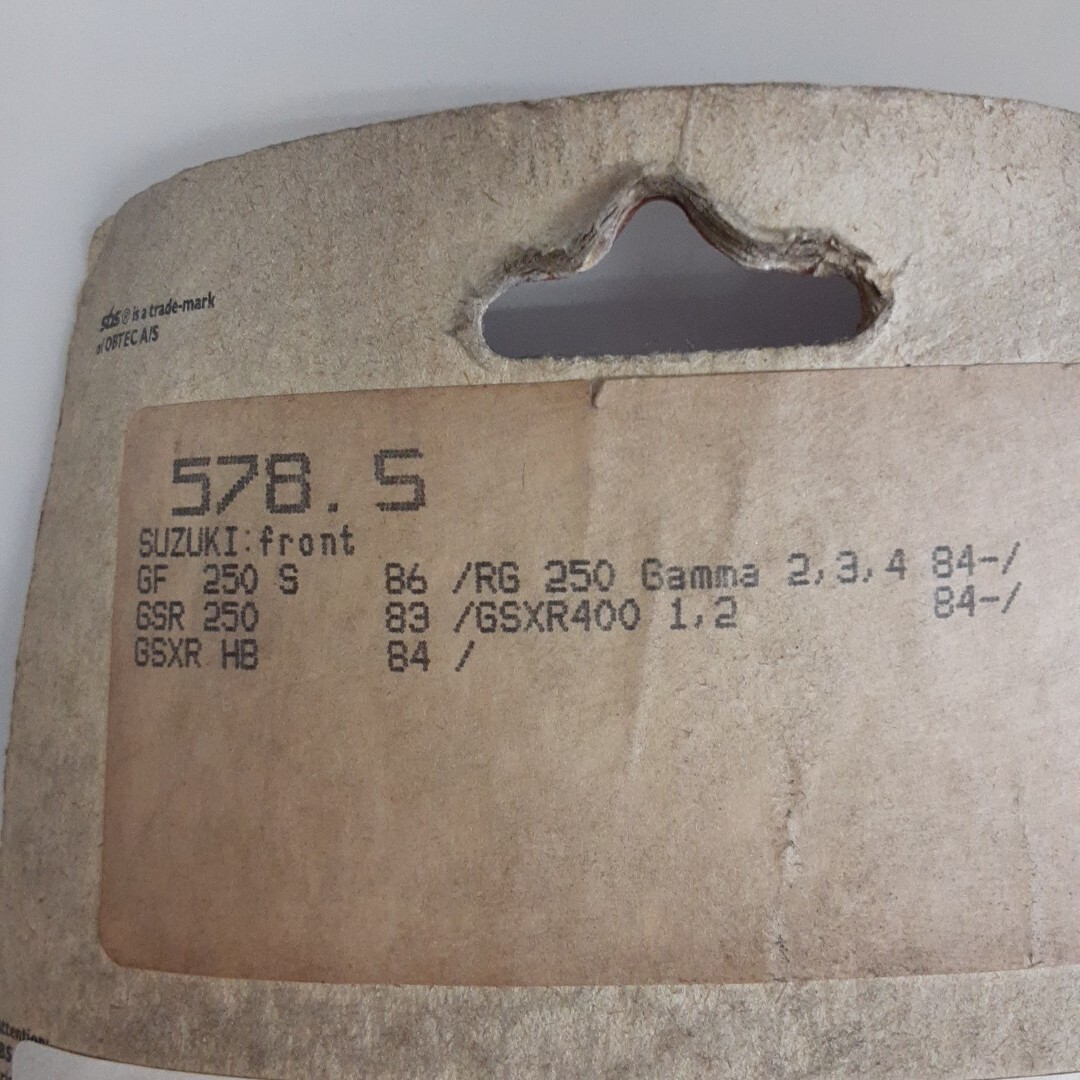 sbs® is a trade-mark
of OBTEC A/S
578.S
SUZUKI:front
GF 250 S 86 /RG 250 Gamma 2,3,4 84-/
GSR 250 83 /GSXR400 1,2 84-/
GSXR HB 84 /